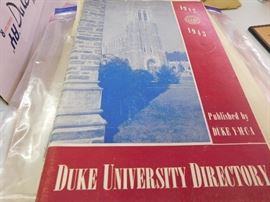 1942
1943
Published by
DUKE Y·M·C·A
DUKE UNIVERSITY DIRECTORY